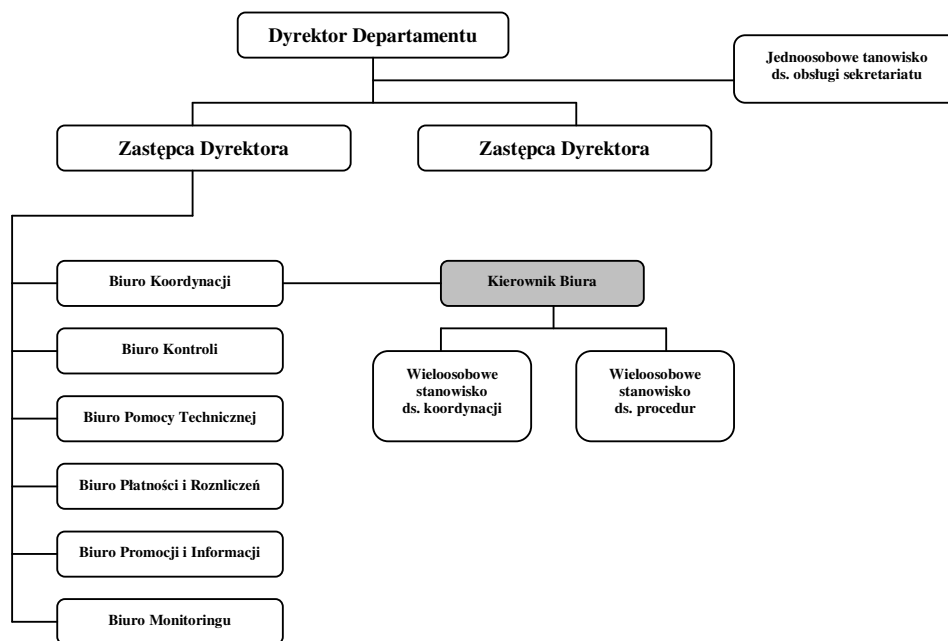 Dyrektor Departamentu
Jednoosobowe tanowisko
ds. obsługi sekretariatu
Zastępca Dyrektora
Zastępca Dyrektora
Biuro Koordynacji
Kierownik Biura
Biuro Kontroli
Wieloosobowe
stanowisko
ds. koordynacji
Wieloosobowe
stanowisko
ds. procedur
Biuro Pomocy Technicznej
Biuro Płatności i Roznliczeń
Biuro Promocji i Informacji
Biuro Monitoringu